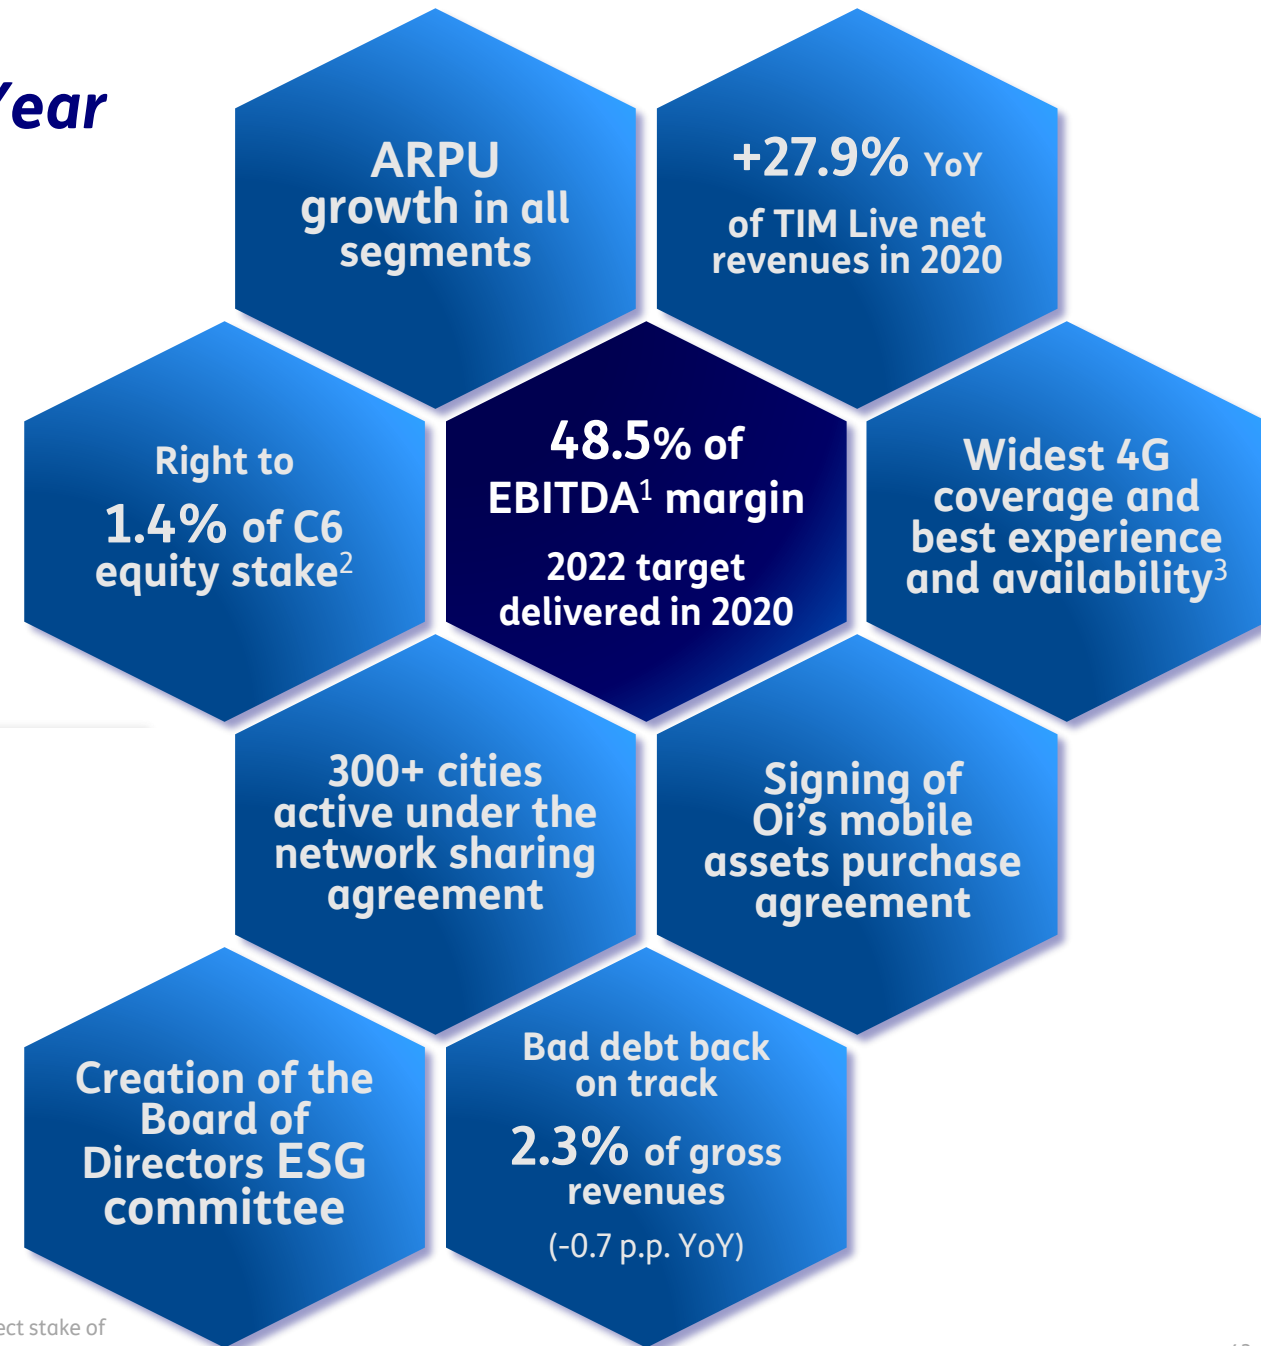 Year
ARPU
growth in all
segments
+27.9% YoY
of TIM Live net
revenues in 2020
Right to
1.4% of C6
equity stake²
48.5% of
EBITDA¹ margin
2022 target
delivered in 2020
Widest 4G
coverage and
best experience
and availability³
300+ cities
active under the
network sharing
agreement
Signing of
Oi’s mobile
assets purchase
agreement
Creation of the
Board of
Directors ESG
committee
Bad debt back
on track
2.3% of gross
revenues
(-0.7 p.p. YoY)
stake of